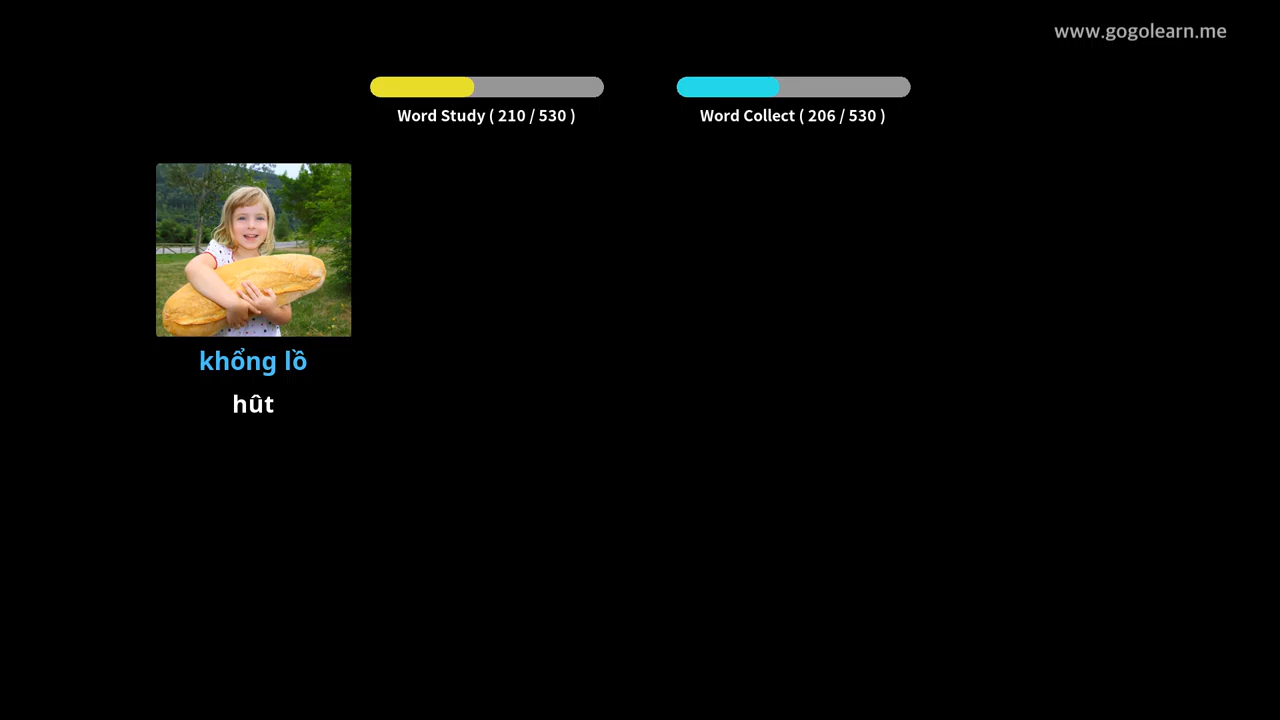 www.gogolearn.me
Word Study ( 210 / 530 )
Word Collect ( 206 / 530 )
khổng lồ
hût